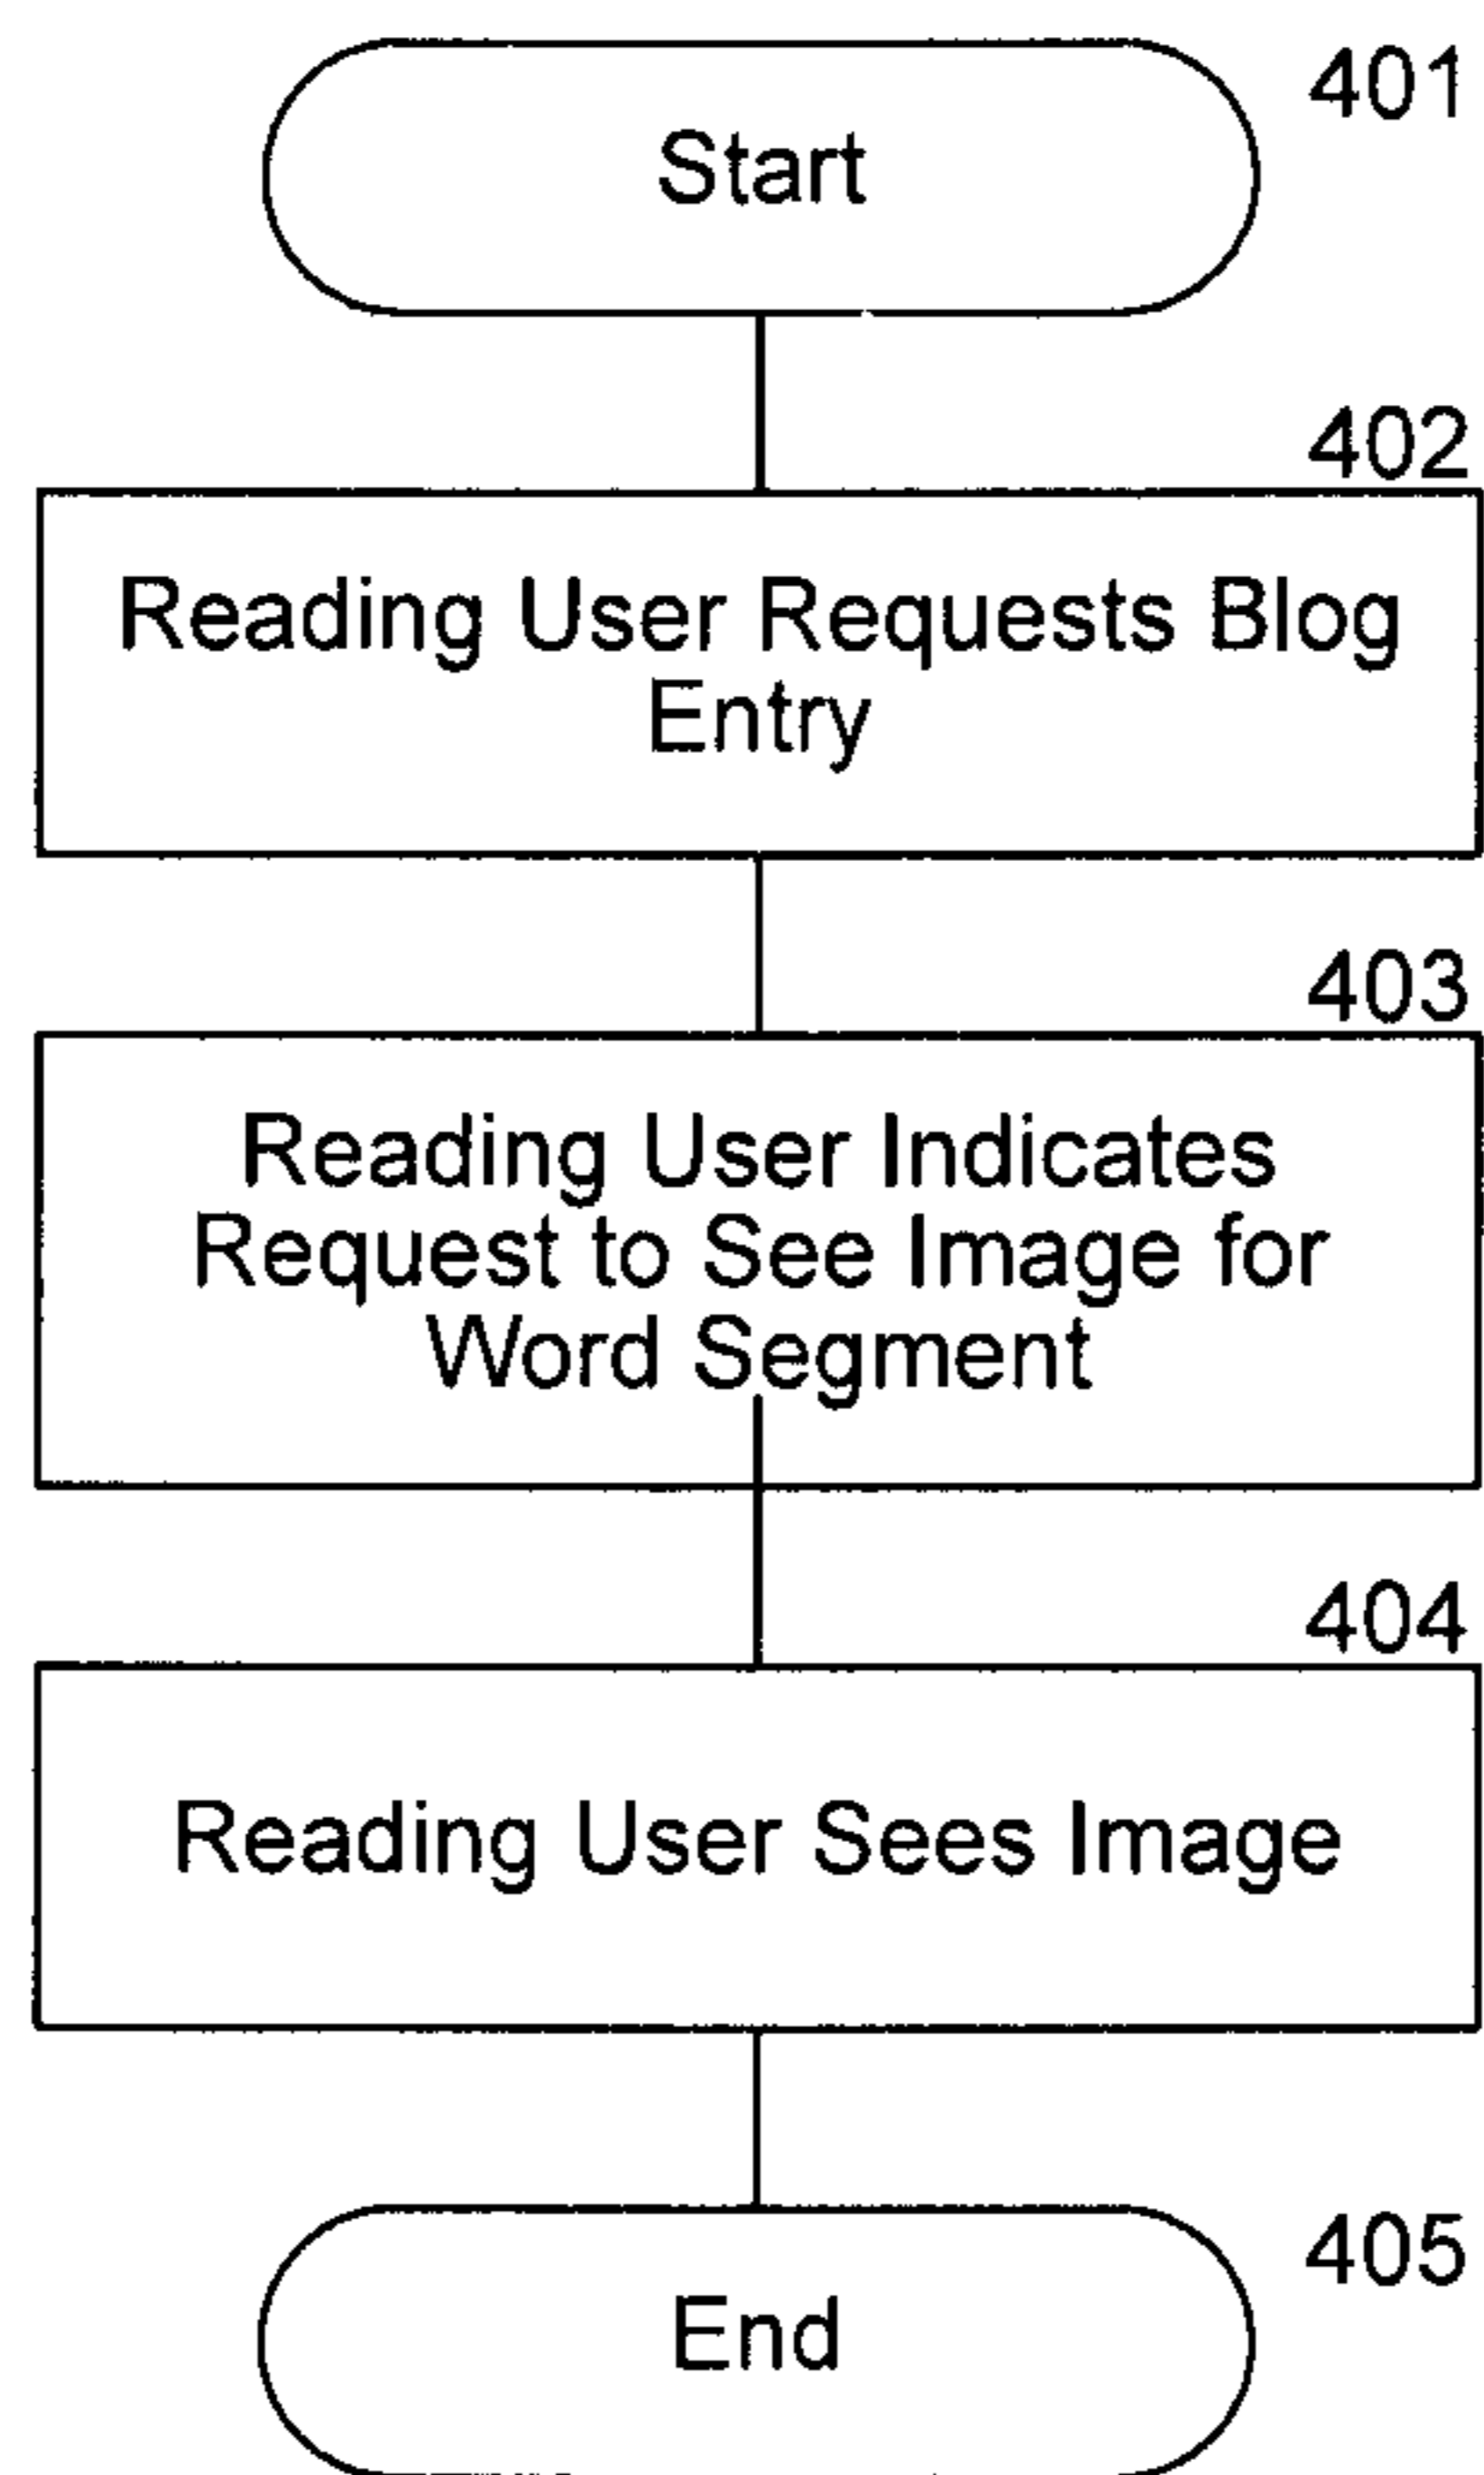 401
Start
402
Reading User Requests Blog
Entry
403
Reading User Indicates
Request to See Image for
Word Segment
404
Reading User Sees Image
405
End